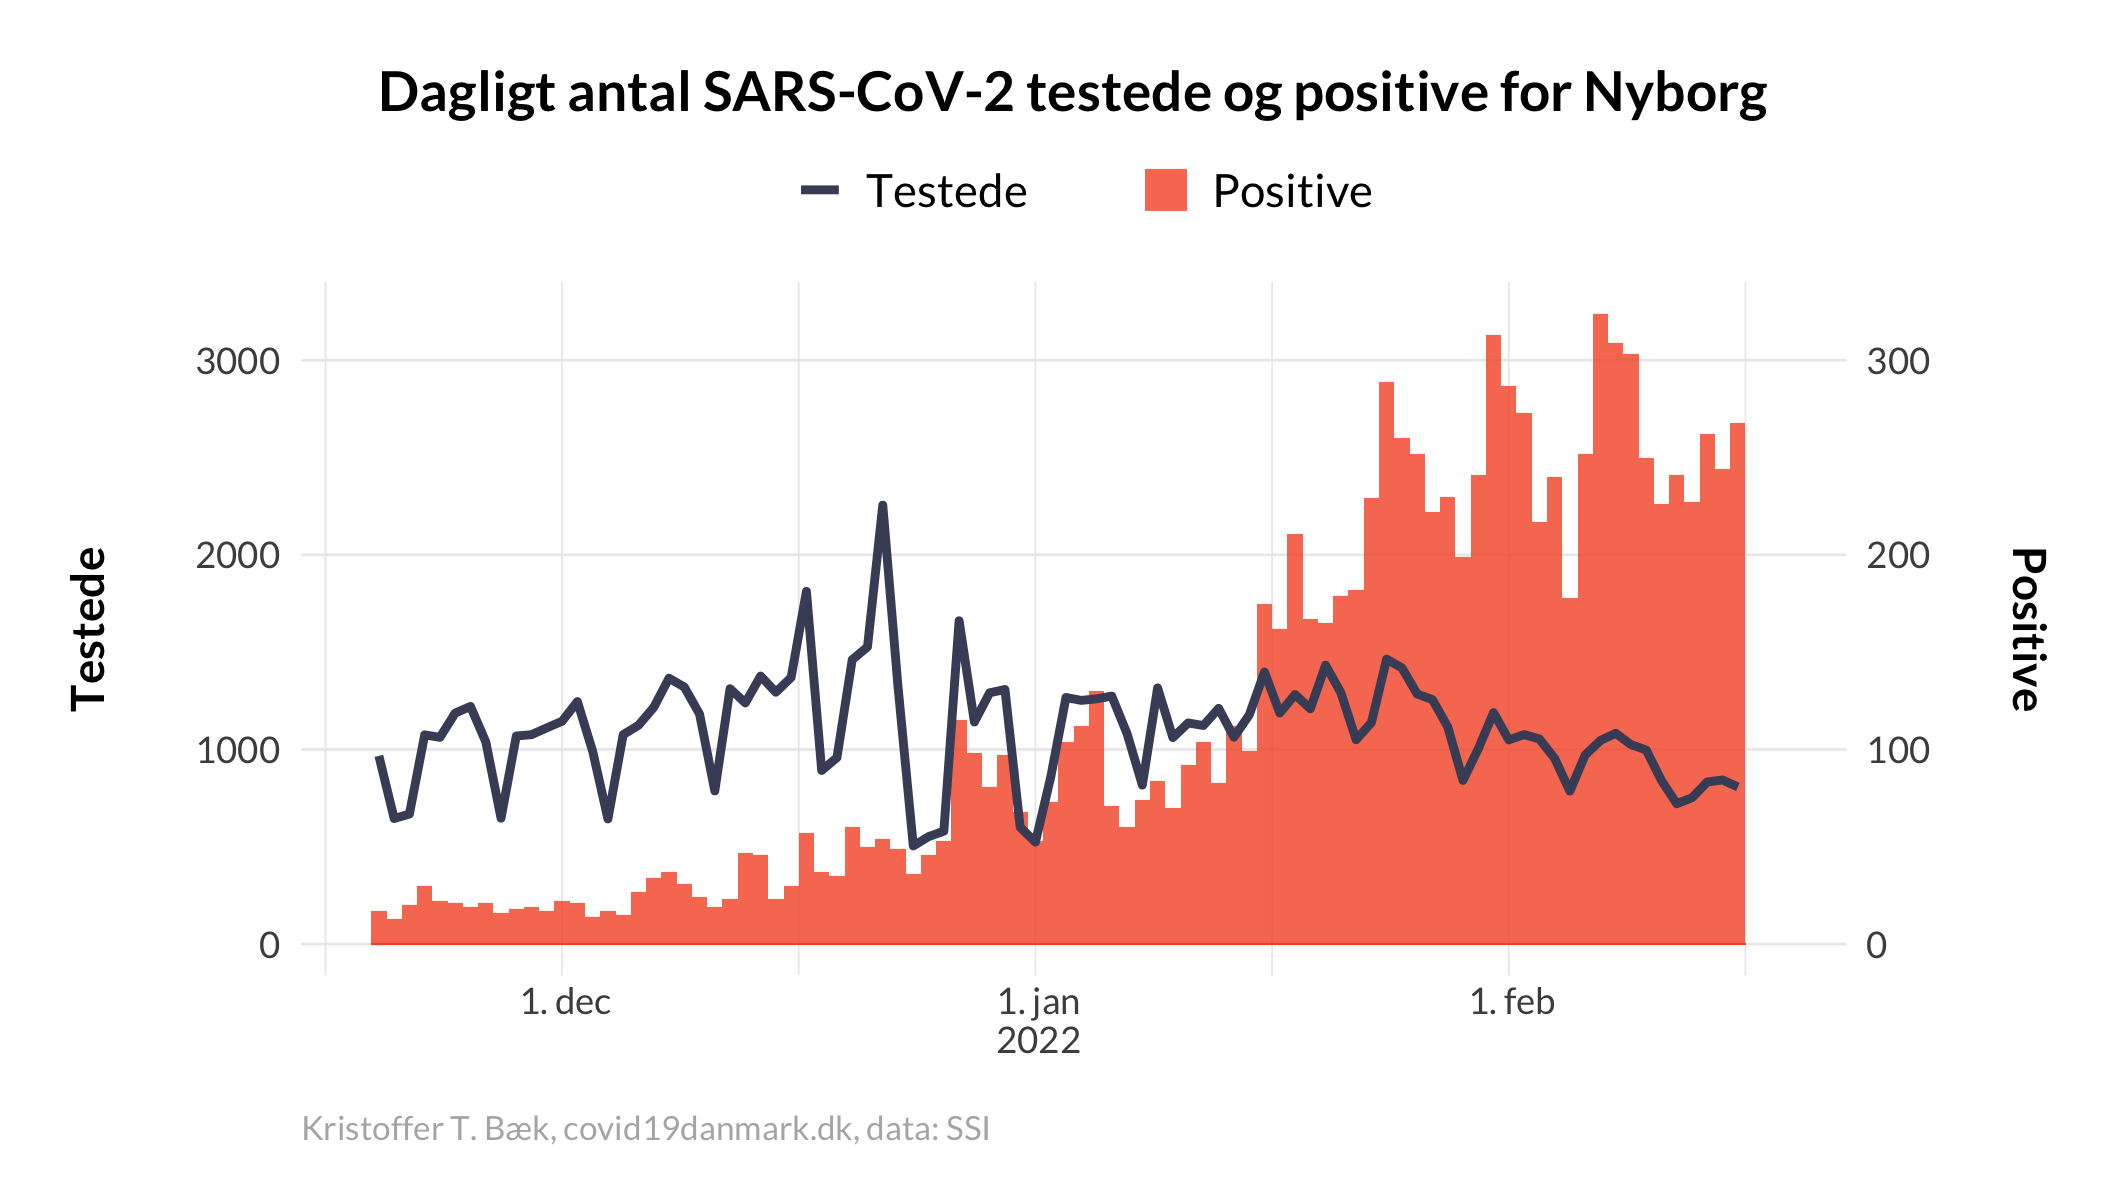 Dagligt antal SARS-CoV-2 testede og positive for Nyborg
Testede
Positive
3000
2000
1000
0
300
200
100
0
Testede
Positive
1. dec
1. jan
2022
1. feb
Kristoffer T. Bæk, covid19danmark.dk, data: SSI